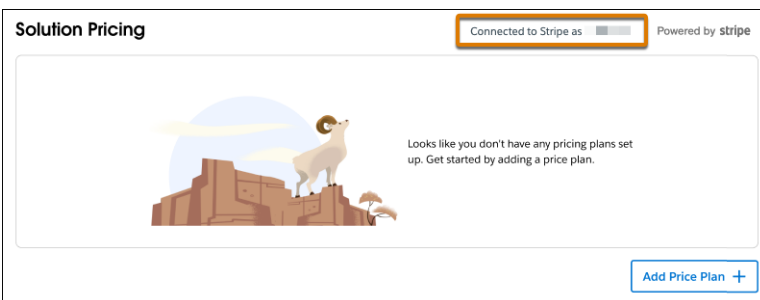 Solution Pricing
Connected to Stripe as
Powered by stripe
Looks like you don't have any pricing plans set
up. Get started by adding a price plan.
Add Price Plan +